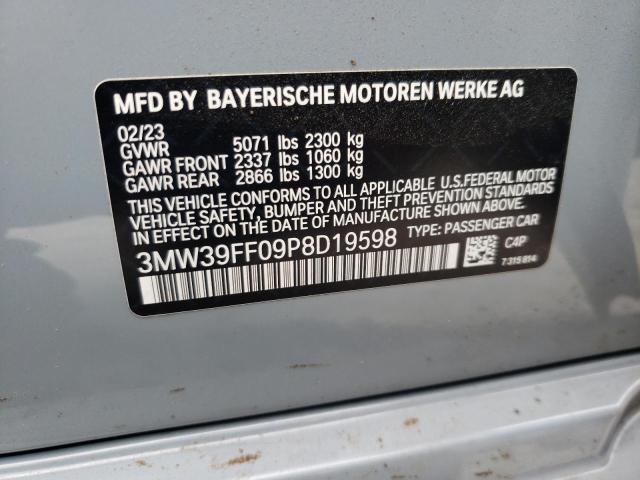 MFD BY BAYERISCHE MOTOREN WERKE AG
02/23
GVWR 5071 lbs 2300 kg
GAWR FRONT 2337 lbs 1060 kg
GAWR REAR 2866 lbs 1300 kg
THIS VEHICLE CONFORMS TO ALL APPLICABLE U.S.FEDERAL MOTOR
VEHICLE SAFETY, BUMPER AND THEFT PREVENTION STANDARDS
IN EFFECT ON THE DATE OF MANUFACTURE SHOWN ABOVE.
3MW39FF09P8D19598 TYPE: PASSENGER CAR
C4P
7 315 814